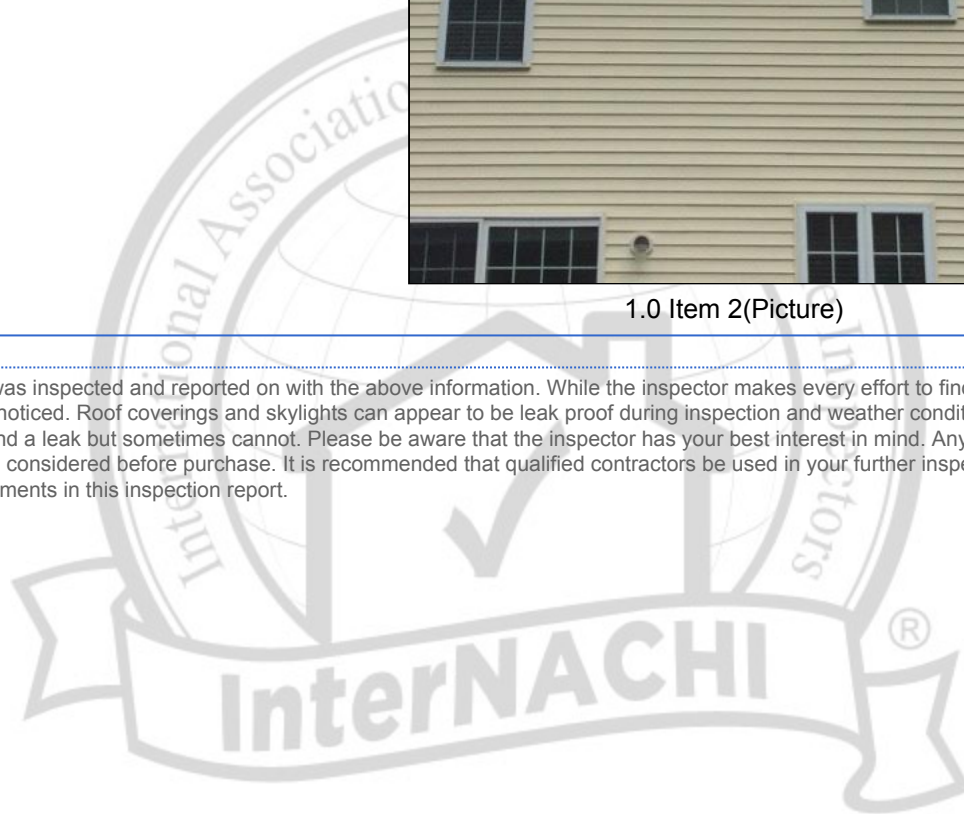 1.0 Item 2(Picture)
was inspected and reported on with the above information. While the inspector makes every effort to find
noticed. Roof coverings and skylights can appear to be leak proof during inspection and weather condit
nd a leak but sometimes cannot. Please be aware that the inspector has your best interest in mind. Any
considered before purchase. It is recommended that qualified contractors be used in your further inspe
ments in this inspection report.
International Association
e Inspectors
InterNACHI
®